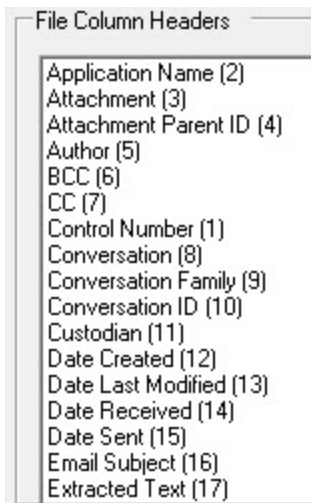 File Column Headers
Application Name (2)
Attachment (3)
Attachment Parent ID (4)
Author (5)
BCC (6)
CC (7)
Control Number (1)
Conversation (8)
Conversation Family (9)
Conversation ID (10)
Custodian (11)
Date Created (12)
Date Last Modified (13)
Date Received (14)
Date Sent (15)
Email Subject (16)
Extracted Text (17)